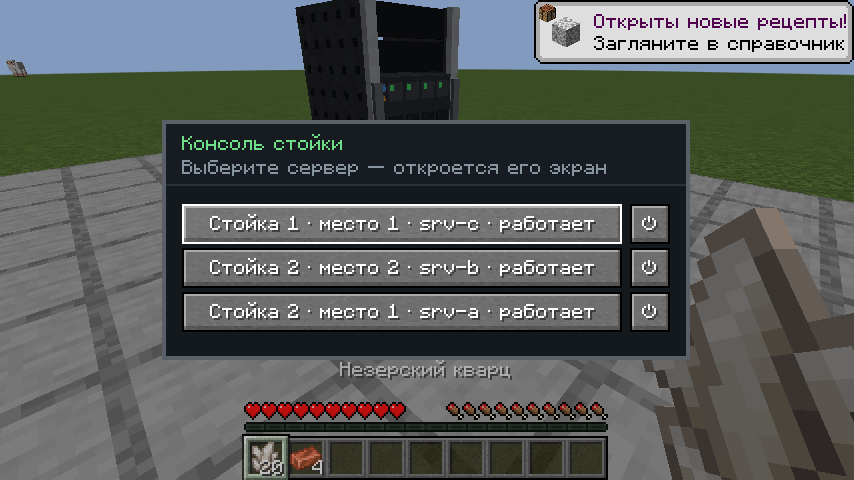 Открыты новые рецепты!
Загляните в справочник
Консоль стойки
Выберите сервер — откроется его экран
Стойка 1 · место 1 · srv-c · работает
Стойка 2 · место 2 · srv-b · работает
Стойка 2 · место 1 · srv-a · работает
Незерский кварц
20 4